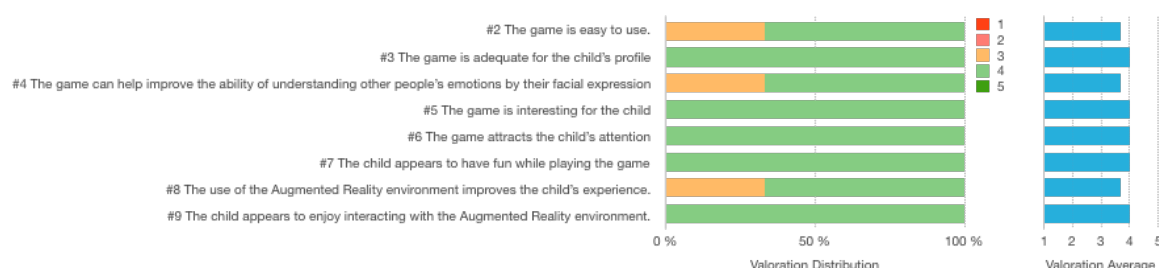 #2 The game is easy to use.
#3 The game is adequate for the child's profile
#4 The game can help improve the ability of understanding other people's emotions by their facial expression
#5 The game is interesting for the child
#6 The game attracts the child's attention
#7 The child appears to have fun while playing the game
#8 The use of the Augmented Reality environment improves the child's experience.
#9 The child appears to enjoy interacting with the Augmented Reality environment.
0 % 50 % 100 %
Valoration Distribution
1
2
3
4
5
1 2 3 4 5
Valoration Average